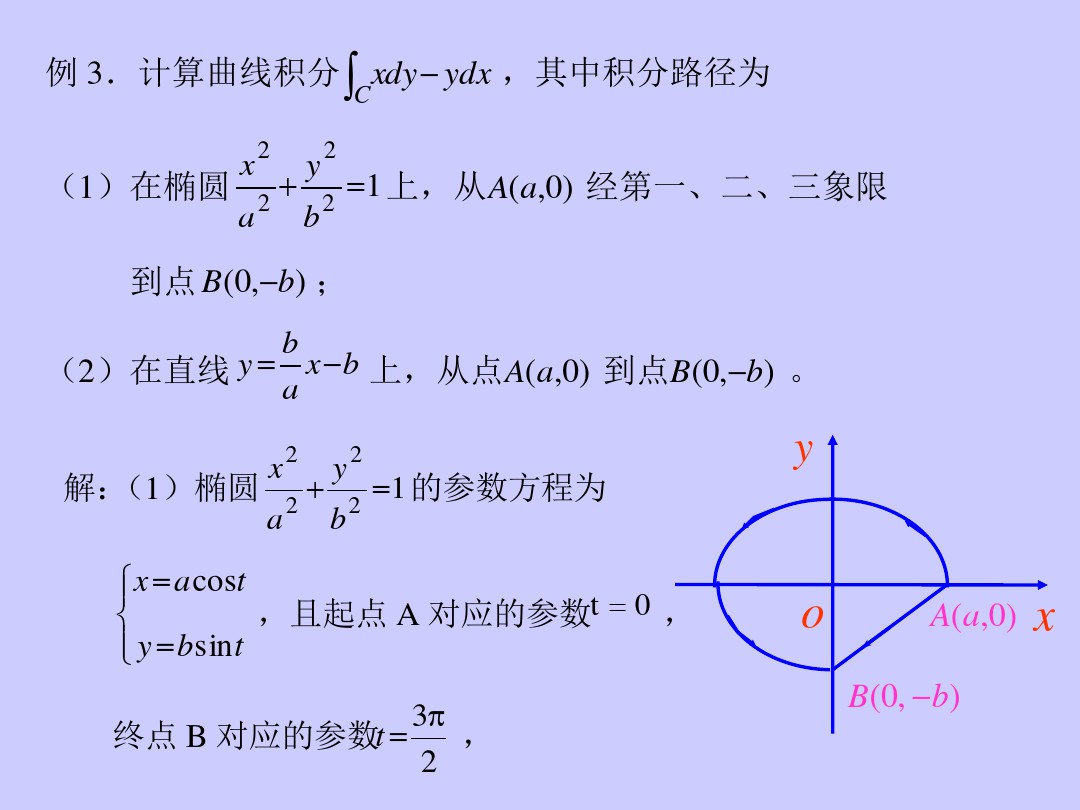 例 3．计算曲线积分∫_C xdy−ydx ，其中积分路径为
（1）在椭圆 x²/a²+y²/b²=1 上，从A(a,0) 经第一、二、三象限
到点 B(0,−b)；
（2）在直线 y=b/a x−b 上，从点A(a,0) 到点B(0,−b) 。
解：（1）椭圆 x²/a²+y²/b²=1 的参数方程为
{x=acost
y=bsint
，且起点 A 对应的参数t = 0 ，
终点 B 对应的参数t=3π/2 ，
y
o
A(a,0)
x
B(0, −b)